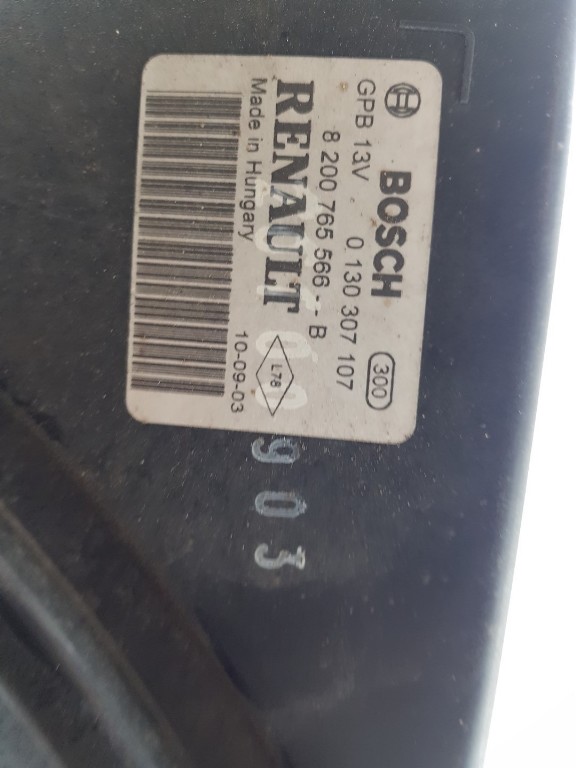 BOSCH 300
GPB 13V 0 130 307 107
8 200 765 566 -- B
RENAULT L78
Made in Hungary 10-09-03
903